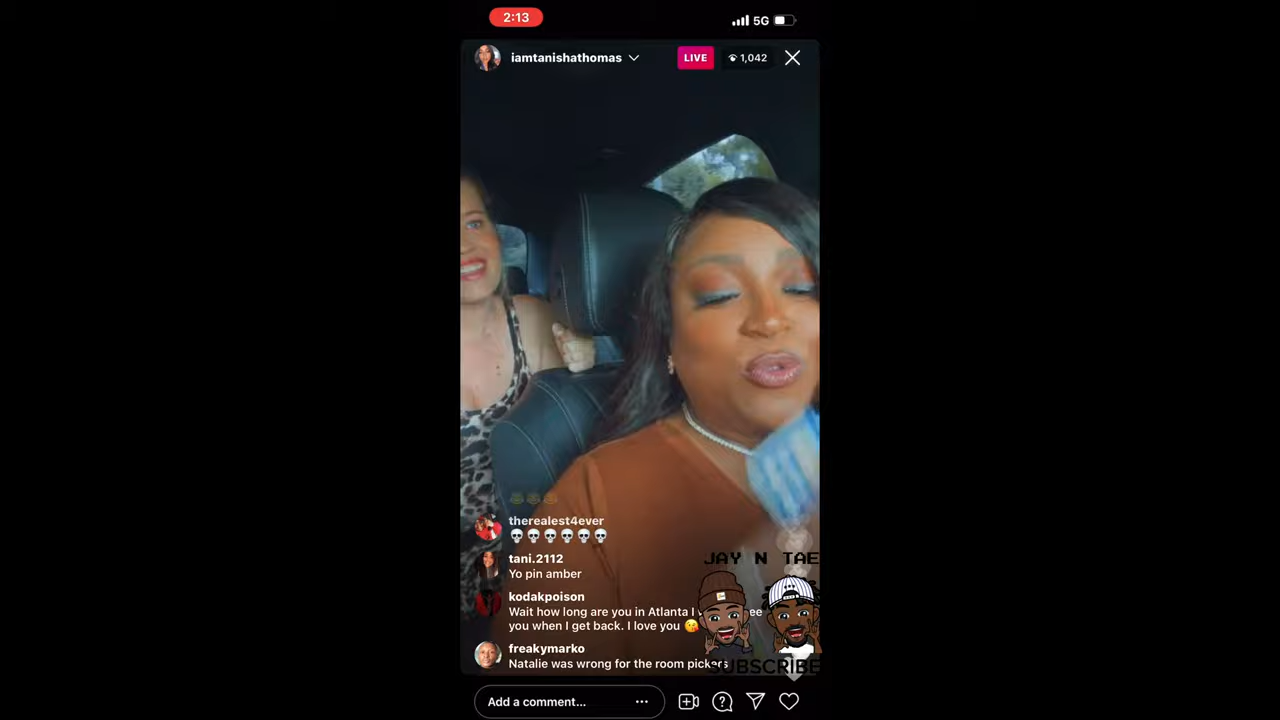 2:13
5G
iamtanishathomas
LIVE
1,042
therealest4ever
tani.2112
Yo pin amber
kodakpoison
Wait how long are you in Atlanta I
you when I get back. I love you 😘
freakymarko
Natalie was wrong for the room pickers
JAY N TAE
SUBSCRIBE
Add a comment...